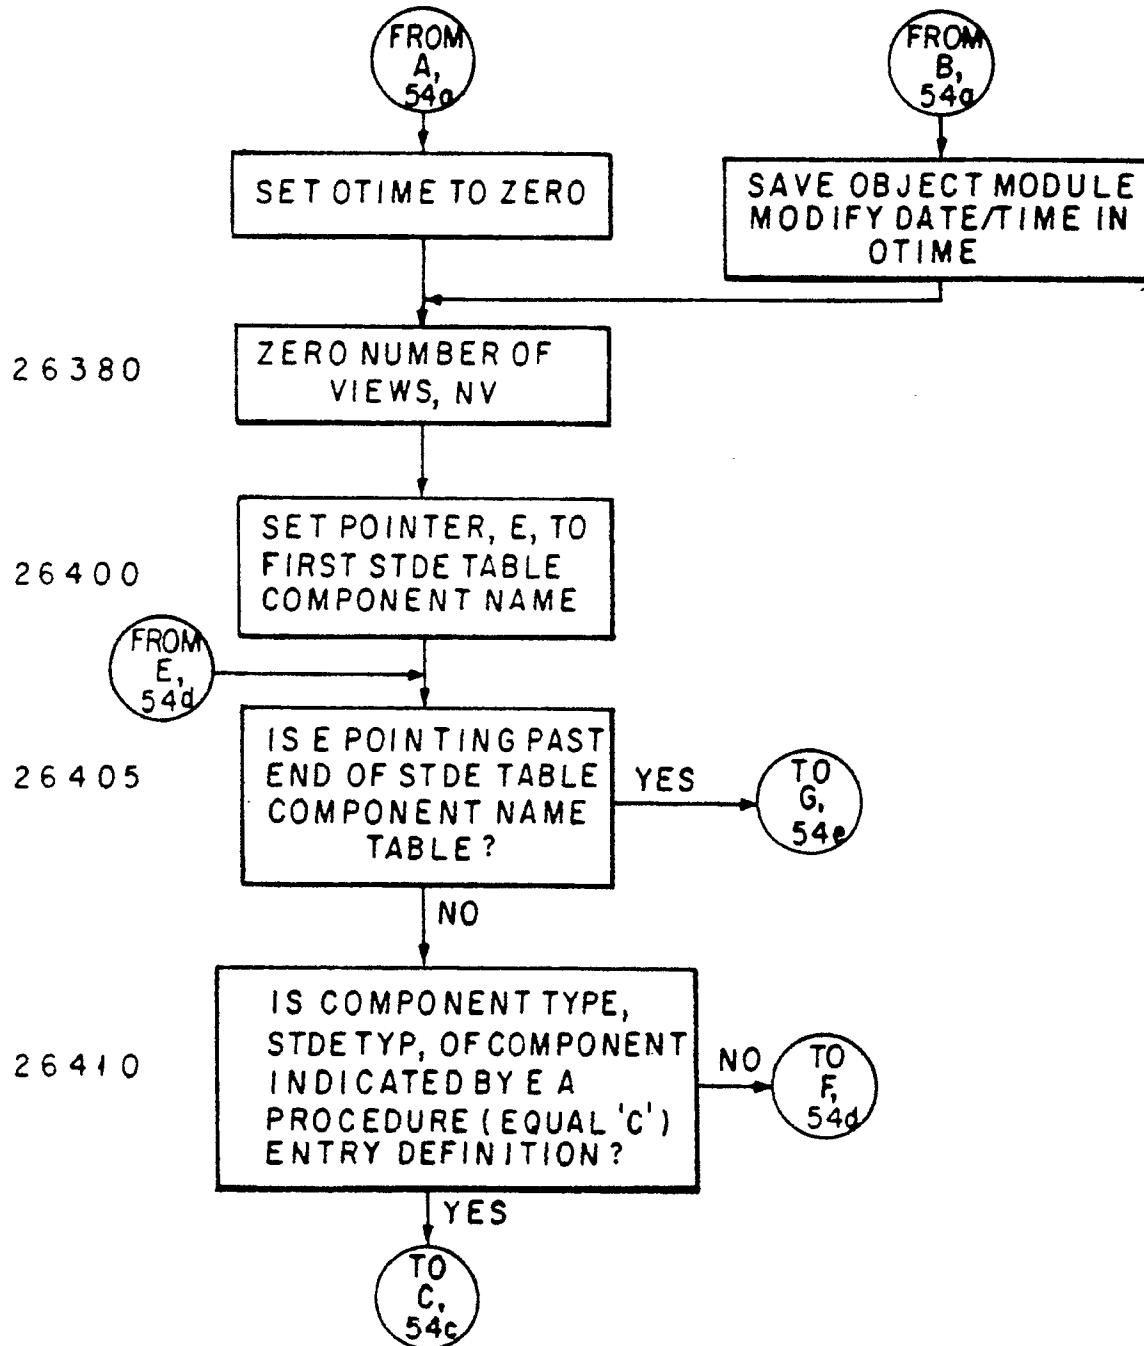 FROM
A,
54a
FROM
B,
54a
SET OTIME TO ZERO
SAVE OBJECT MODULE
MODIFY DATE/TIME IN
OTIME
26380
ZERO NUMBER OF
VIEWS, NV
26400
SET POINTER, E, TO
FIRST STDE TABLE
COMPONENT NAME
FROM
E,
54d
26405
IS E POINTING PAST
END OF STDE TABLE
COMPONENT NAME
TABLE?
YES
TO
G,
54e
NO
26410
IS COMPONENT TYPE,
STDETYP, OF COMPONENT
INDICATED BY E A
PROCEDURE (EQUAL 'C')
ENTRY DEFINITION?
NO
TO
F,
54d
YES
TO
C,
54c